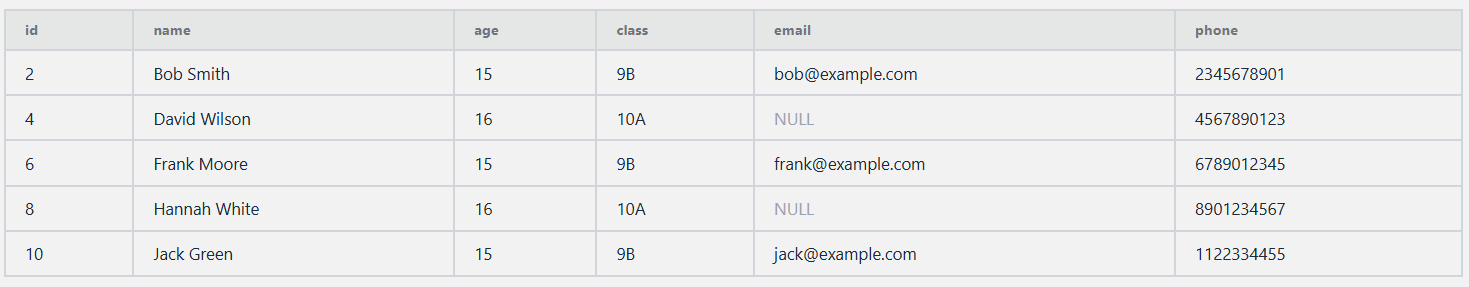 id name age class email phone
2 Bob Smith 15 9B bob@example.com 2345678901
4 David Wilson 16 10A NULL 4567890123
6 Frank Moore 15 9B frank@example.com 6789012345
8 Hannah White 16 10A NULL 8901234567
10 Jack Green 15 9B jack@example.com 1122334455